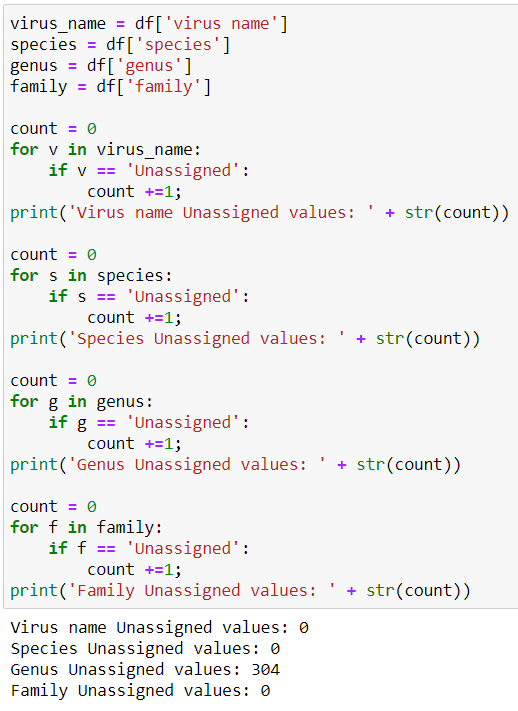 virus_name = df['virus name']
species = df['species']
genus = df['genus']
family = df['family']

count = 0
for v in virus_name:
    if v == 'Unassigned':
        count +=1;
print('Virus name Unassigned values: ' + str(count))

count = 0
for s in species:
    if s == 'Unassigned':
        count +=1;
print('Species Unassigned values: ' + str(count))

count = 0
for g in genus:
    if g == 'Unassigned':
        count +=1;
print('Genus Unassigned values: ' + str(count))

count = 0
for f in family:
    if f == 'Unassigned':
        count +=1;
print('Family Unassigned values: ' + str(count))

Virus name Unassigned values: 0
Species Unassigned values: 0
Genus Unassigned values: 304
Family Unassigned values: 0